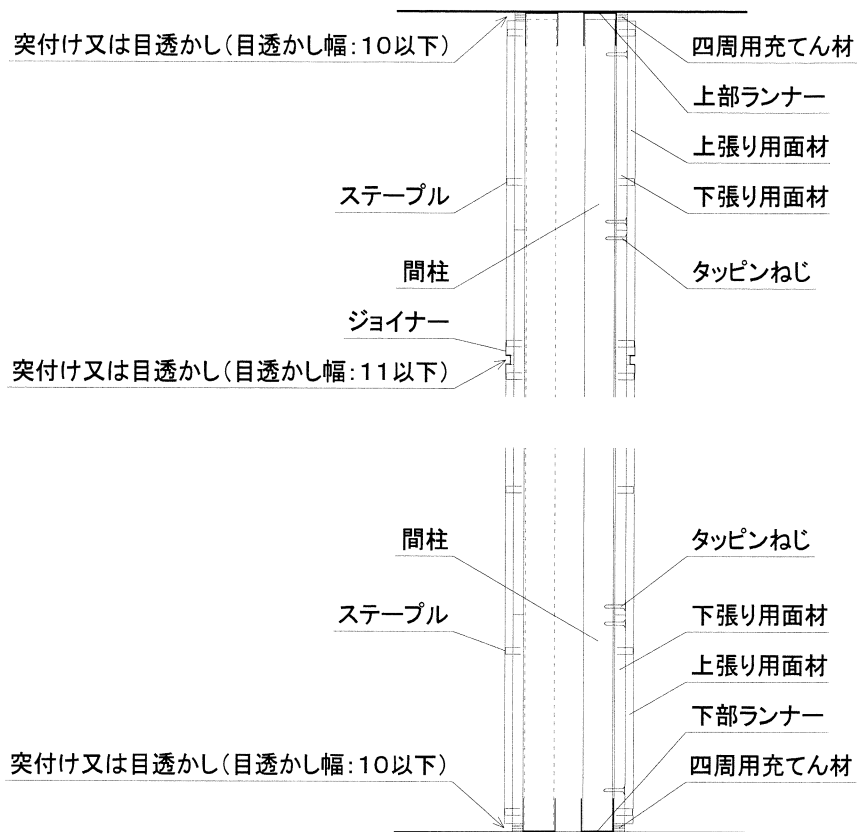 突付け又は目透かし(目透かし幅:10以下)
四周用充てん材
上部ランナー
上張り用面材
ステープル
下張り用面材
間柱
タッピンねじ
ジョイナー
突付け又は目透かし(目透かし幅:11以下)
間柱
タッピンねじ
ステープル
下張り用面材
上張り用面材
下部ランナー
突付け又は目透かし(目透かし幅:10以下)
四周用充てん材